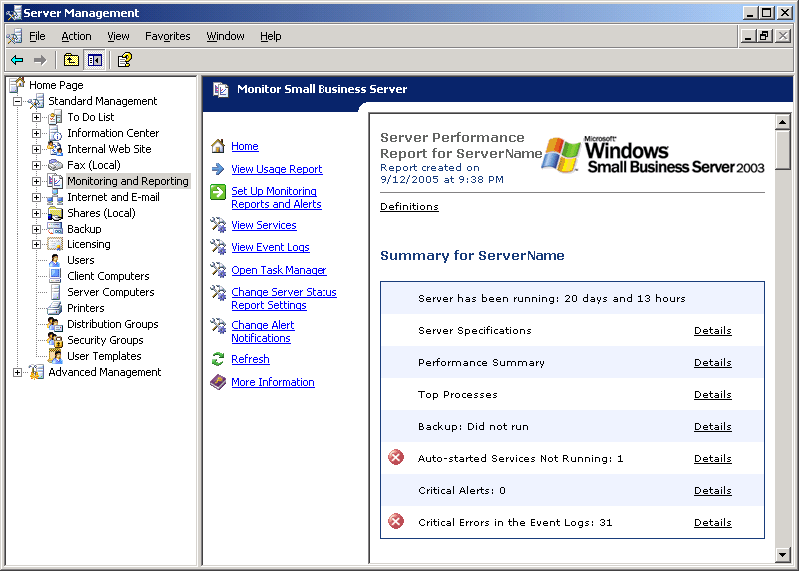 Server Management
File Action View Favorites Window Help
Home Page
Standard Management
To Do List
Information Center
Internal Web Site
Fax (Local)
Monitoring and Reporting
Internet and E-mail
Shares (Local)
Backup
Licensing
Users
Client Computers
Server Computers
Printers
Distribution Groups
Security Groups
User Templates
Advanced Management
Monitor Small Business Server
Home
View Usage Report
Set Up Monitoring
Reports and Alerts
View Services
View Event Logs
Open Task Manager
Change Server Status
Report Settings
Change Alert
Notifications
Refresh
More Information
Server Performance
Report for ServerName
Report created on
9/12/2005 at 9:38 PM
Microsoft
Windows
Small Business Server 2003
Definitions
Summary for ServerName
Server has been running: 20 days and 13 hours
Server Specifications Details
Performance Summary Details
Top Processes Details
Backup: Did not run Details
Auto-started Services Not Running: 1 Details
Critical Alerts: 0 Details
Critical Errors in the Event Logs: 31 Details